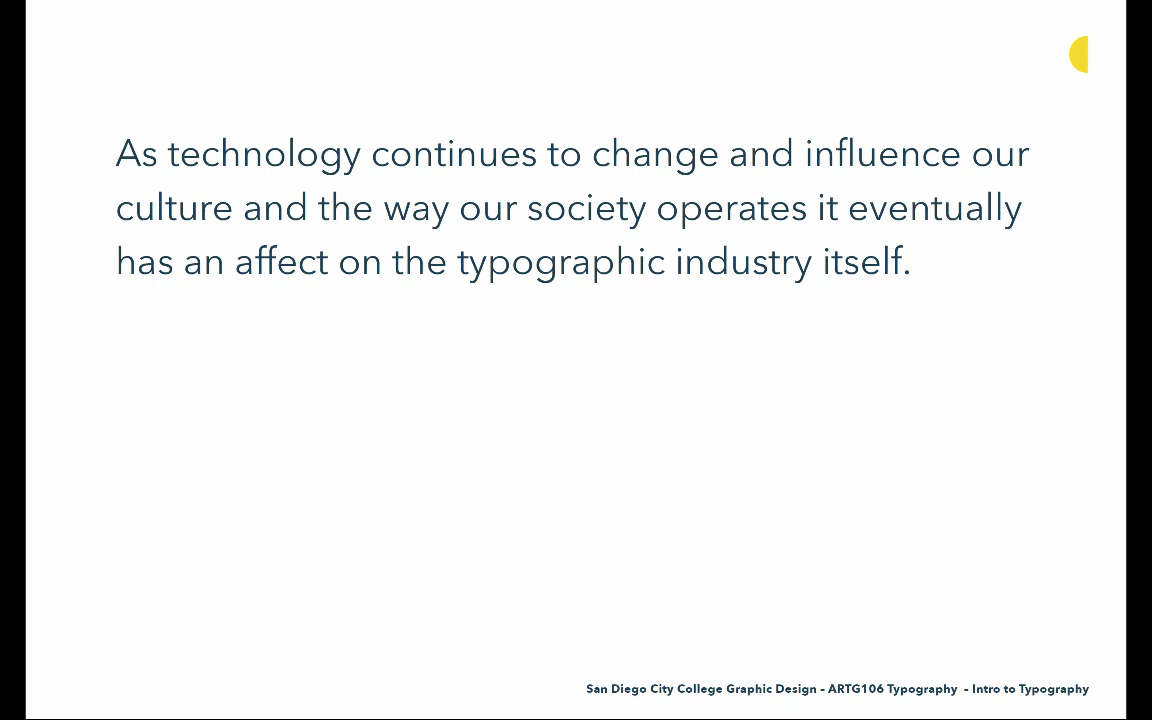 As technology continues to change and influence our
culture and the way our society operates it eventually
has an affect on the typographic industry itself.
San Diego City College Graphic Design – ARTG106 Typography – Intro to Typography